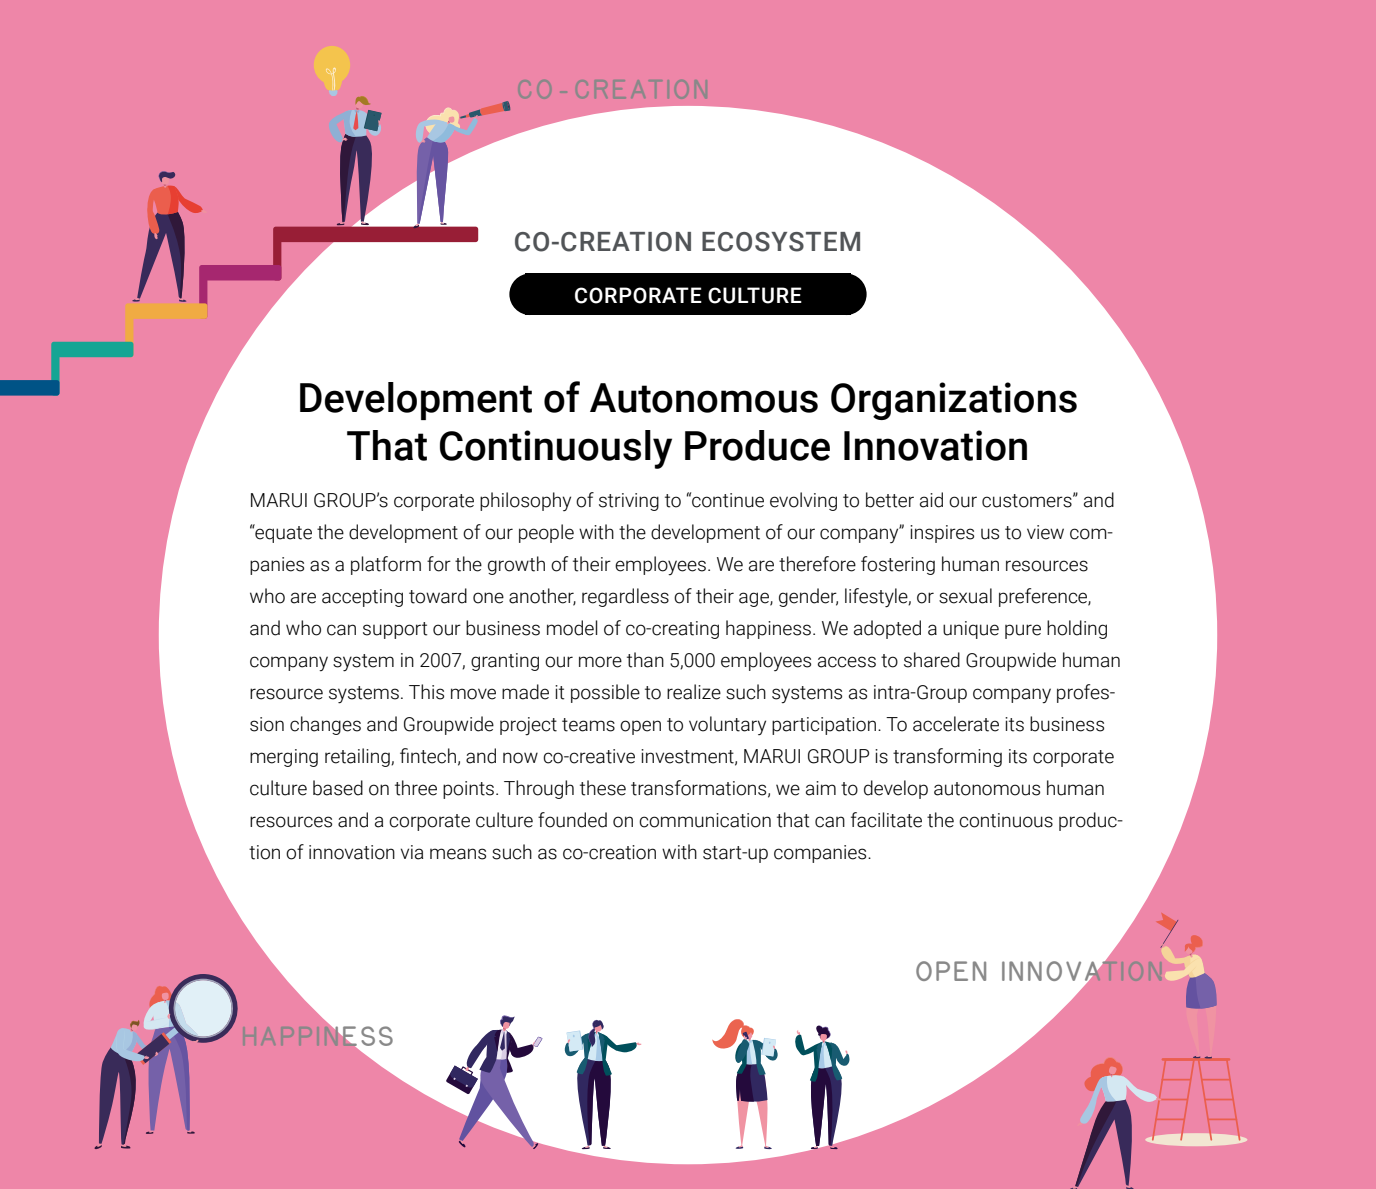 CO-CREATION
CO-CREATION ECOSYSTEM
CORPORATE CULTURE
Development of Autonomous Organizations
That Continuously Produce Innovation
MARUI GROUP’s corporate philosophy of striving to “continue evolving to better aid our customers” and
“equate the development of our people with the development of our company” inspires us to view com-
panies as a platform for the growth of their employees. We are therefore fostering human resources
who are accepting toward one another, regardless of their age, gender, lifestyle, or sexual preference,
and who can support our business model of co-creating happiness. We adopted a unique pure holding
company system in 2007, granting our more than 5,000 employees access to shared Groupwide human
resource systems. This move made it possible to realize such systems as intra-Group company profes-
sion changes and Groupwide project teams open to voluntary participation. To accelerate its business
merging retailing, fintech, and now co-creative investment, MARUI GROUP is transforming its corporate
culture based on three points. Through these transformations, we aim to develop autonomous human
resources and a corporate culture founded on communication that can facilitate the continuous produc-
tion of innovation via means such as co-creation with start-up companies.
OPEN INNOVATION
HAPPINESS